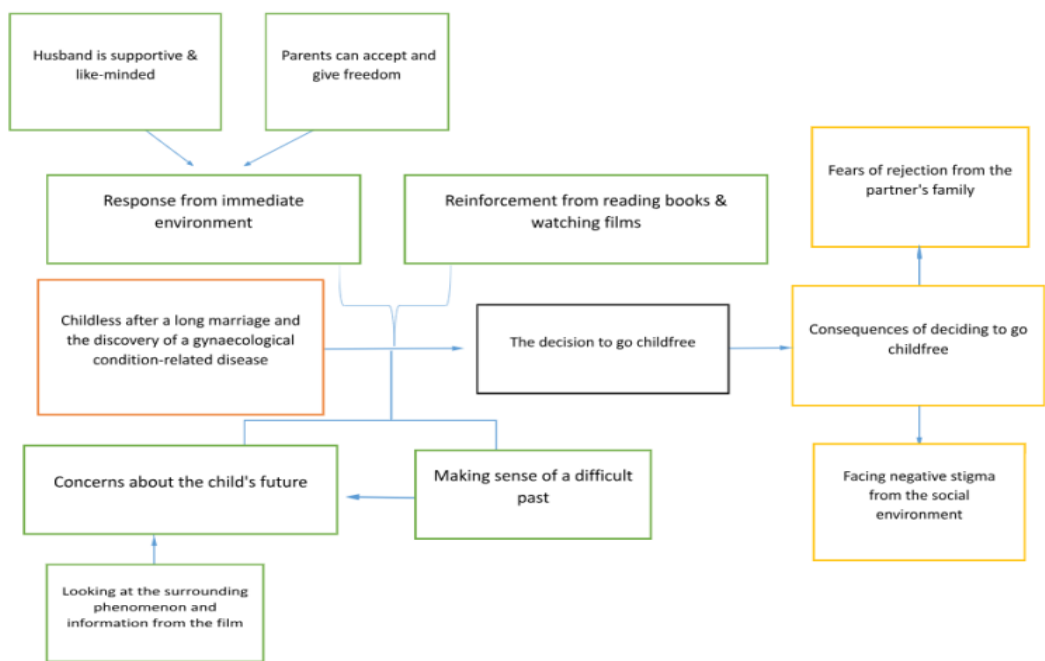 Husband is supportive &
like-minded
Parents can accept and
give freedom
Response from immediate
environment
Reinforcement from reading books &
watching films
Fears of rejection from the
partner's family
Childless after a long marriage and
the discovery of a gynaecological
condition-related disease
The decision to go childfree
Consequences of deciding to go
childfree
Concerns about the child's future
Making sense of a difficult
past
Facing negative stigma
from the social
environment
Looking at the surrounding
phenomenon and
information from the film